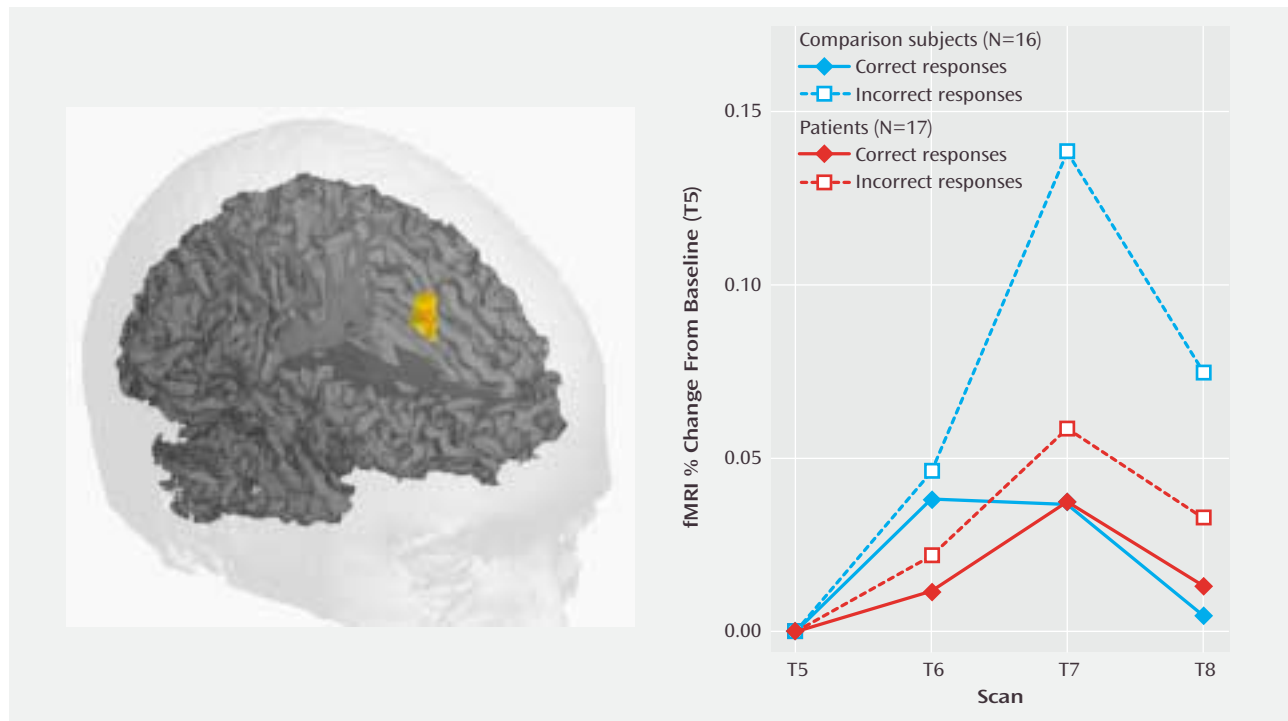 Comparison subjects (N=16)
Correct responses
Incorrect responses
Patients (N=17)
Correct responses
Incorrect responses
fMRI % Change From Baseline (T5)
0.15
0.10
0.05
0.00
T5 T6 T7 T8
Scan